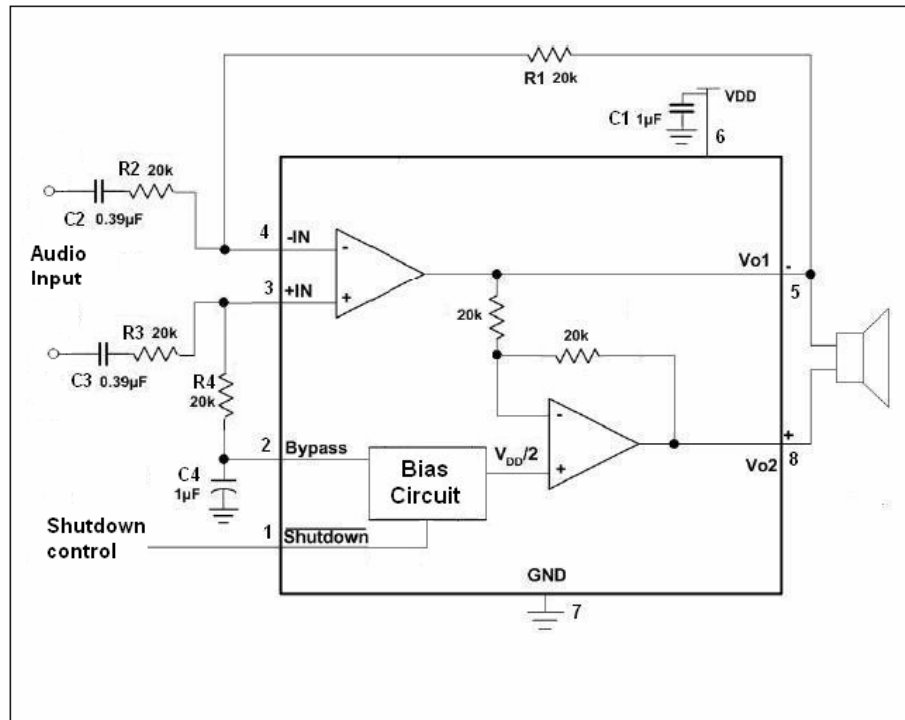 R1 20k
VDD
C1 1µF
6
R2 20k
C2 0.39µF
4 -IN
-
Audio
Input
Vo1 -
5
3 +IN
+
20k
20k
R3 20k
C3 0.39µF
R4
20k
-
2 Bypass
VDD/2
+
+
8
Vo2
Bias
Circuit
C4
1µF
Shutdown
control
1 Shutdown
GND
7